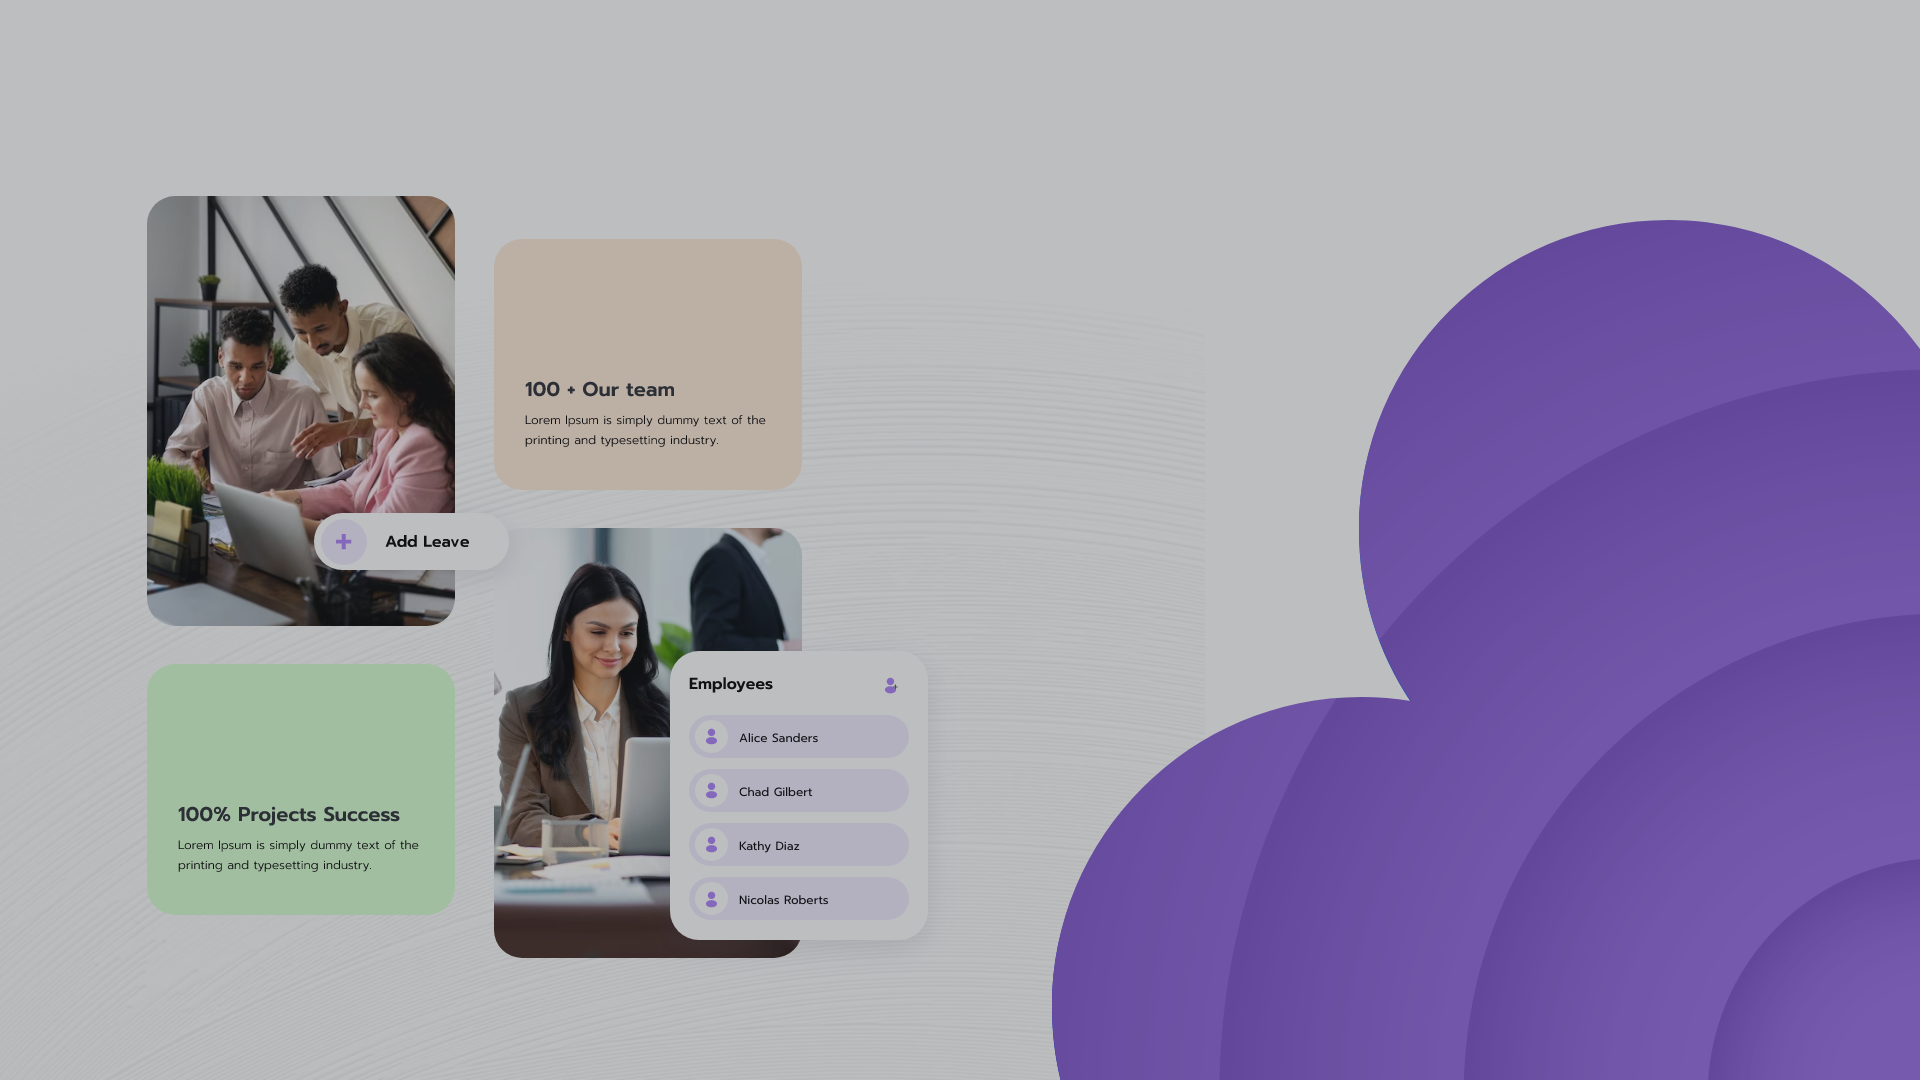 100 + Our team
Lorem Ipsum is simply dummy text of the
printing and typesetting industry.
Add Leave
Employees
Alice Sanders
Chad Gilbert
Kathy Diaz
Nicolas Roberts
100% Projects Success
Lorem Ipsum is simply dummy text of the
printing and typesetting industry.